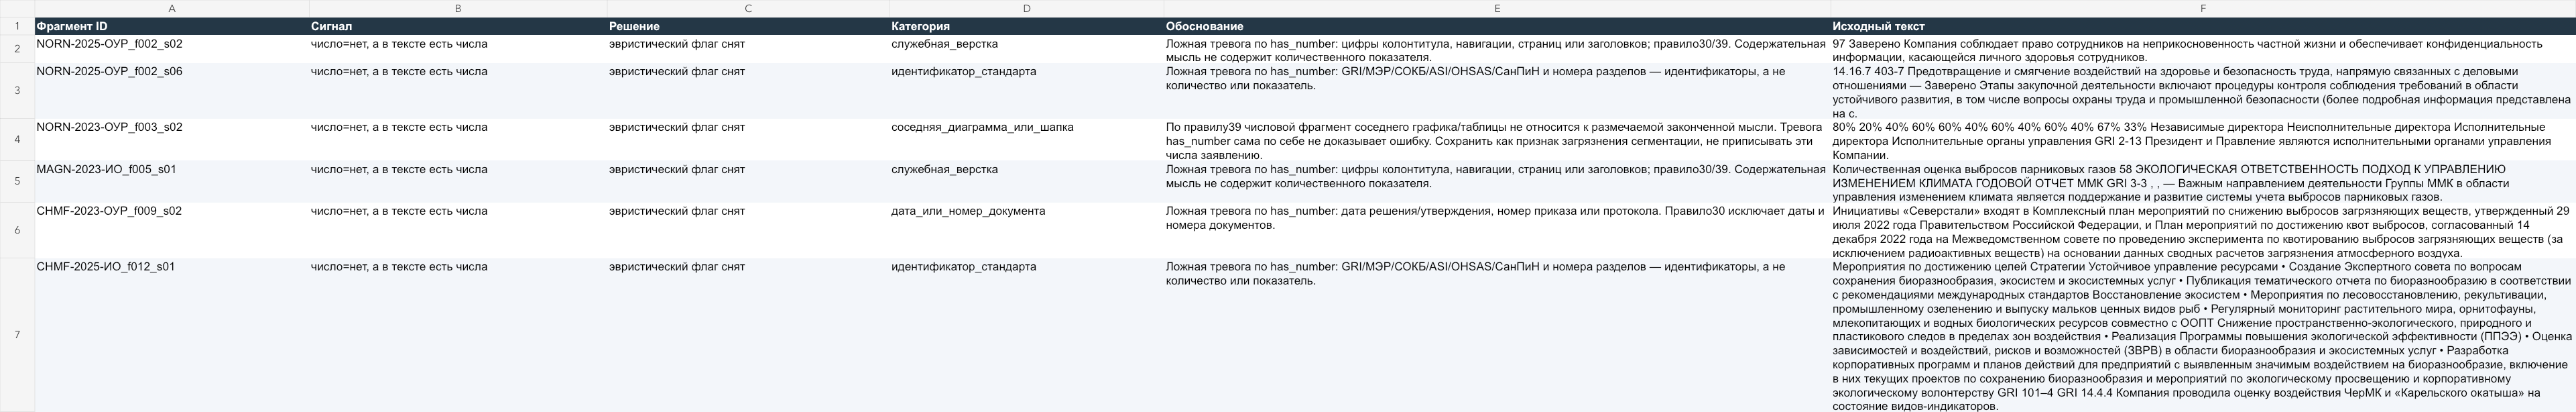 A B C D E F
1 Фрагмент ID Сигнал Решение Категория Обоснование Исходный текст
2 NORN-2025-ОУР_f002_s02 число=нет, а в тексте есть числа эвристический флаг снят служебная_верстка Ложная тревога по has_number: цифры колонтитула, навигации, страниц или заголовков; правило30/39. Содержательная 97 Заверено Компания соблюдает право сотрудников на неприкосновенность частной жизни и обеспечивает конфиденциальность
мысль не содержит количественного показателя. информации, касающейся личного здоровья сотрудников.
3 NORN-2025-ОУР_f002_s06 число=нет, а в тексте есть числа эвристический флаг снят идентификатор_стандарта Ложная тревога по has_number: GRI/МЭР/СОКБ/ASI/OHSAS/СанПиН и номера разделов — идентификаторы, а не 14.16.7 403-7 Предотвращение и смягчение воздействий на здоровье и безопасность труда, напрямую связанных с деловыми
количество или показатель. отношениями — Заверено Этапы закупочной деятельности включают процедуры контроля соблюдения требований в области
устойчивого развития, в том числе вопросы охраны труда и промышленной безопасности (более подробная информация представлена
на с.
4 NORN-2023-ОУР_f003_s02 число=нет, а в тексте есть числа эвристический флаг снят соседняя_диаграмма_или_шапка По правилу39 числовой фрагмент соседнего графика/таблицы не относится к размечаемой законченной мысли. Тревога 80% 20% 40% 60% 60% 40% 60% 40% 60% 40% 67% 33% Независимые директора Неисполнительные директора Исполнительные
has_number сама по себе не доказывает ошибку. Сохранить как признак загрязнения сегментации, не приписывать эти директора Исполнительные органы управления GRI 2-13 Президент и Правление являются исполнительными органами управления
числа заявлению. Компании.
5 MAGN-2023-ИО_f005_s01 число=нет, а в тексте есть числа эвристический флаг снят служебная_верстка Ложная тревога по has_number: цифры колонтитула, навигации, страниц или заголовков; правило30/39. Содержательная Количественная оценка выбросов парниковых газов 58 ЭКОЛОГИЧЕСКАЯ ОТВЕТСТВЕННОСТЬ ПОДХОД К УПРАВЛЕНИЮ
мысль не содержит количественного показателя. ИЗМЕНЕНИЕМ КЛИМАТА ГОДОВОЙ ОТЧЕТ ММК GRI 3-3 , , — Важным направлением деятельности Группы ММК в области
управления изменением климата является поддержание и развитие системы учета выбросов парниковых газов.
6 CHMF-2023-ОУР_f009_s02 число=нет, а в тексте есть числа эвристический флаг снят дата_или_номер_документа Ложная тревога по has_number: дата решения/утверждения, номер приказа или протокола. Правило30 исключает даты и Инициативы «Северстали» входят в Комплексный план мероприятий по снижению выбросов загрязняющих веществ, утвержденный 29
номера документов. июля 2022 года Правительством Российской Федерации, и План мероприятий по достижению квот выбросов, согласованный 14
декабря 2022 года на Межведомственном совете по проведению эксперимента по квотированию выбросов загрязняющих веществ (за
исключением радиоактивных веществ) на основании данных сводных расчетов загрязнения атмосферного воздуха.
7 CHMF-2025-ИО_f012_s01 число=нет, а в тексте есть числа эвристический флаг снят идентификатор_стандарта Ложная тревога по has_number: GRI/МЭР/СОКБ/ASI/OHSAS/СанПиН и номера разделов — идентификаторы, а не Мероприятия по достижению целей Стратегии Устойчивое управление ресурсами • Создание Экспертного совета по вопросам
количество или показатель. сохранения биоразнообразия, экосистем и экосистемных услуг • Публикация тематического отчета по биоразнообразию в соответствии
с рекомендациями международных стандартов Восстановление экосистем • Мероприятия по лесовосстановлению, рекультивации,
промышленному озеленению и выпуску мальков ценных видов рыб • Регулярный мониторинг растительного мира, орнитофауны,
млекопитающих и водных биологических ресурсов совместно с ООПТ Снижение пространственно-экологического, природного и
пластикового следов в пределах зон воздействия • Реализация Программы повышения экологической эффективности (ППЭЭ) • Оценка
зависимостей и воздействий, рисков и возможностей (ЗВРВ) в области биоразнообразия и экосистемных услуг • Разработка
корпоративных программ и планов действий для предприятий с выявленным значимым воздействием на биоразнообразие, включение
в них текущих проектов по сохранению биоразнообразия и мероприятий по экологическому просвещению и корпоративному
экологическому волонтерству GRI 101–4 GRI 14.4.4 Компания проводила оценку воздействия ЧерМК и «Карельского окатыша» на
состояние видов-индикаторов.